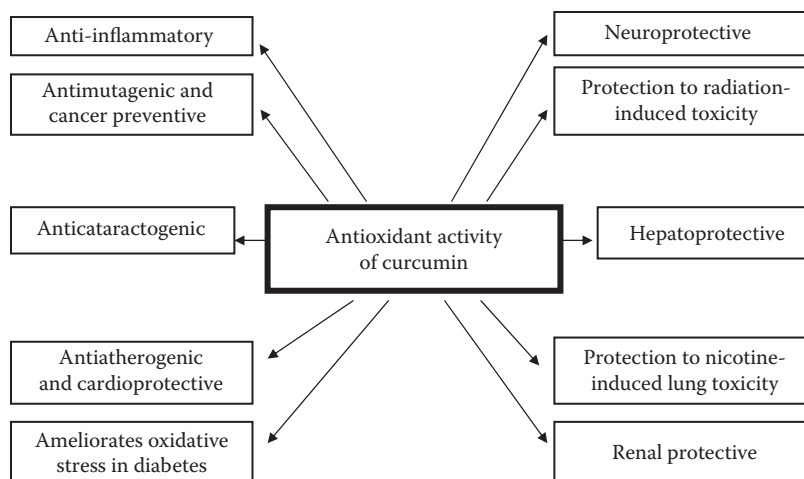 Anti-inflammatory
Antimutagenic and
cancer preventive
Anticataractogenic
Antiatherogenic
and cardioprotective
Ameliorates oxidative
stress in diabetes
Antioxidant activity
of curcumin
Neuroprotective
Protection to radiation-
induced toxicity
Hepatoprotective
Protection to nicotine-
induced lung toxicity
Renal protective